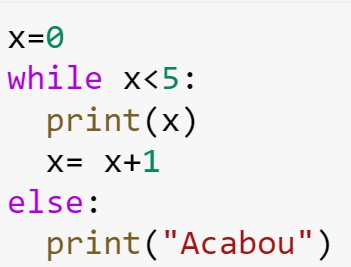 x=0
while x<5:
  print(x)
  x= x+1
else:
  print("Acabou")